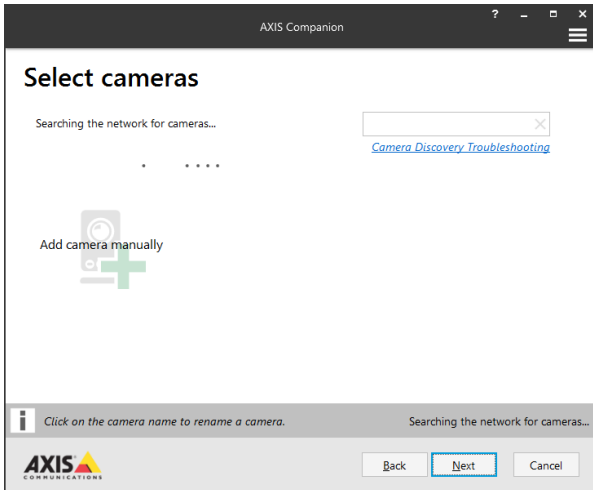 AXIS Companion
?
Select cameras
Searching the network for cameras...
Camera Discovery Troubleshooting
Add camera manually
i
Click on the camera name to rename a camera.
Searching the network for cameras...
AXIS
COMMUNICATIONS
Back
Next
Cancel